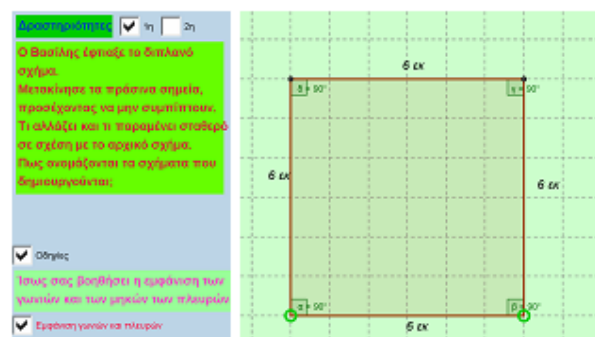 Δραστηριότητες 1η 2η
Ο Βασίλης έφτιαξε το διπλανό
σχήμα.
Μετακίνησε τα πράσινα σημεία,
προσέχοντας να μην συμπίπτουν.
Τι αλλάζει και τι παραμένει σταθερό
σε σχέση με το αρχικό σχήμα.
Πως ονομάζονται τα σχήματα που
δημιουργούνται;
Οδηγίες
Ίσως σας βοηθήσει η εμφάνιση των
γωνιών και των μηκών των πλευρών
Εμφάνιση γωνιών και πλευρών
6 εκ
δ = 90° γ = 90°
6 εκ
6 εκ
α = 90° β = 90°
6 εκ